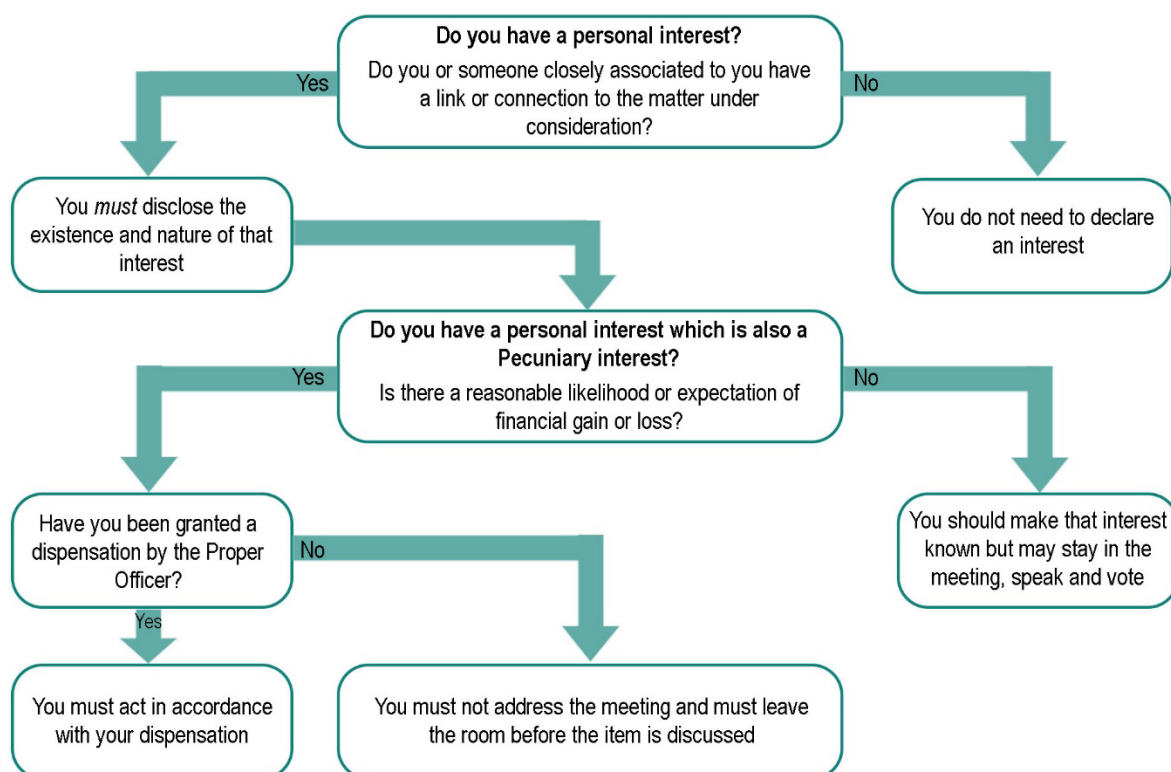 Do you have a personal interest?
Do you or someone closely associated to you have
a link or connection to the matter under
consideration?
Yes
No
You must disclose the
existence and nature of that
interest
You do not need to declare
an interest
Do you have a personal interest which is also a
Pecuniary interest?
Is there a reasonable likelihood or expectation of
financial gain or loss?
Yes
No
Have you been granted a
dispensation by the Proper
Officer?
No
You should make that interest
known but may stay in the
meeting, speak and vote
Yes
You must act in accordance
with your dispensation
You must not address the meeting and must leave
the room before the item is discussed